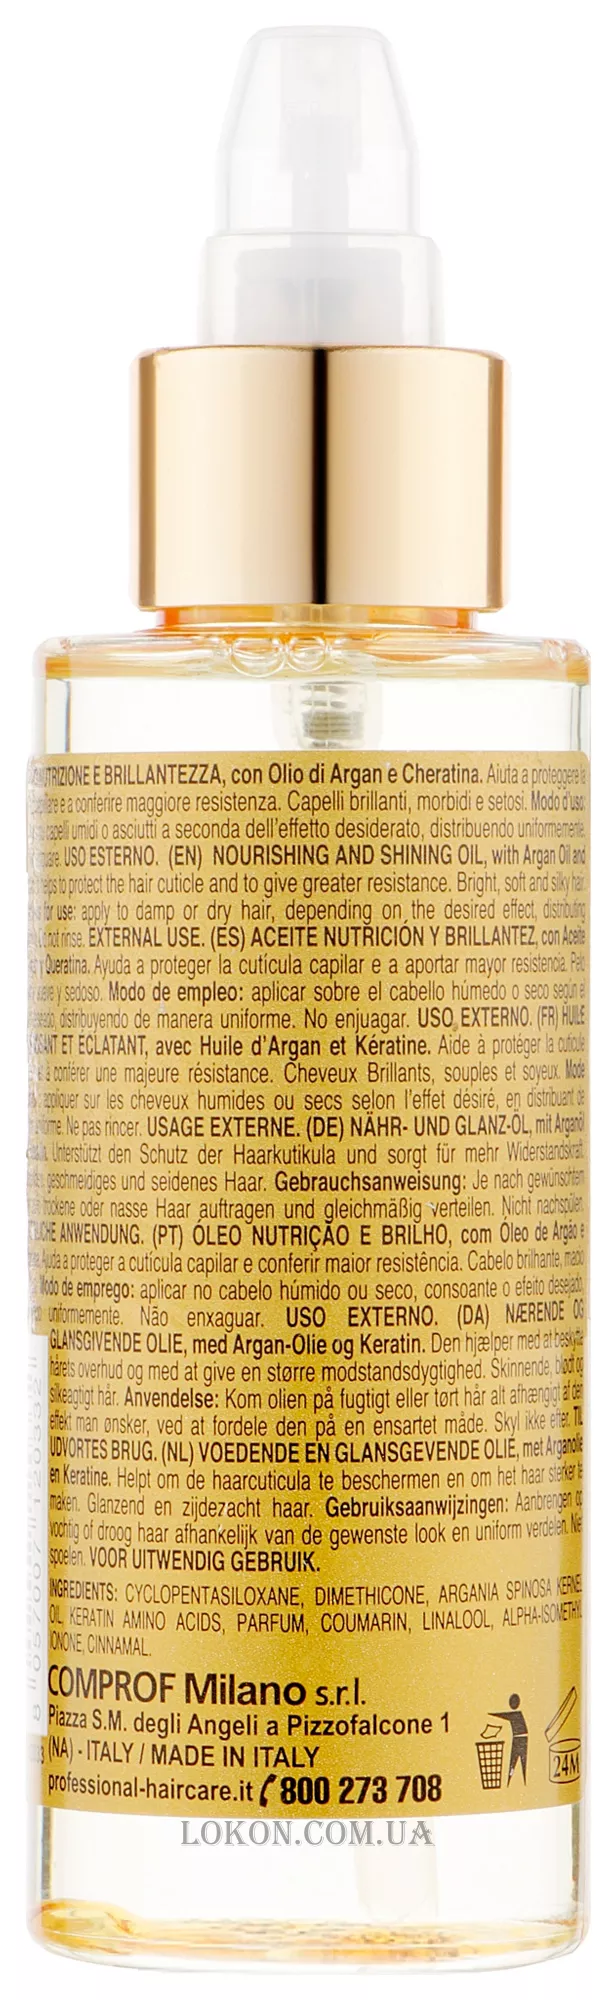 NUTRIZIONE E BRILLANTEZZA, con Olio di Argan e Cheratina. Aiuta a proteggere la
e a conferire maggiore resistenza. Capelli brillanti, morbidi e setosi. Modo d'uso:
capelli umidi o asciutti a seconda dell'effetto desiderato, distribuendo uniformemente.
USO ESTERNO. (EN) NOURISHING AND SHINING OIL, with Argan Oil and
helps to protect the hair cuticle and to give greater resistance. Bright, soft and silky hair.
for use: apply to damp or dry hair, depending on the desired effect, distributing
not rinse. EXTERNAL USE. (ES) ACEITE NUTRICIÓN Y BRILLANTEZ, con Aceite
y Queratina. Ayuda a proteger la cutícula capilar e a aportar mayor resistencia. Pelo
y sedoso. Modo de empleo: aplicar sobre el cabello húmedo o seco según el
distribuyendo de manera uniforme. No enjuagar. USO EXTERNO. (FR) HUILE
ET ECLATANT, avec Huile d'Argan et Kératine. Aide à protéger la cuticule
à conférer une majeure résistance. Cheveux Brillants, souples et soyeux. Mode
appliquer sur les cheveux humides ou secs selon l'effet désiré, en distribuant de
Ne pas rincer. USAGE EXTERNE. (DE) NÄHR- UND GLANZ-ÖL, mit Arganöl
Unterstützt den Schutz der Haarkutikula und sorgt für mehr Widerstandskraft.
geschmeidiges und seidenes Haar. Gebrauchsanweisung: Je nach gewünschtem
trockene oder nasse Haar auftragen und gleichmäßig verteilen. Nicht nachspülen.
ANWENDUNG. (PT) ÓLEO NUTRIÇÃO E BRILHO, com Óleo de Argão e
Ajuda a proteger a cutícula capilar e conferir maior resistência. Cabelo brilhante, macio
Modo de emprego: aplicar no cabelo húmido ou seco, consoante o efeito desejado,
uniformemente. Não enxaguar. USO EXTERNO. (DA) NÆRENDE OG
GLANSGIVENDE OLIE, med Argan-Olie og Keratin. Den hjælper med at beskytte
hårets overhud og med at give en større modstandsdygtighed. Skinnende, blødt og
silkeagtigt hår. Anvendelse: Kom olien på fugtigt eller tørt hår alt afhængigt af den
effekt man ønsker, ved at fordele den på en ensartet måde. Skyl ikke efter. TIL
UDVORTES BRUG. (NL) VOEDENDE EN GLANSGEVENDE OLIE, met Arganolie
en Keratine. Helpt om de haarcuticula te beschermen en om het haar sterker te
maken. Glanzend en zijdezacht haar. Gebruiksaanwijzingen: Aanbrengen op
vochtig of droog haar afhankelijk van de gewenste look en uniform verdelen. Niet
spoelen. VOOR UITWENDIG GEBRUIK.
INGREDIENTS: CYCLOPENTASILOXANE, DIMETHICONE, ARGANIA SPINOSA KERNEL
OIL, KERATIN AMINO ACIDS, PARFUM, COUMARIN, LINALOOL, ALPHA-ISOMETHYL
IONONE, CINNAMAL.
COMPROF Milano s.r.l.
Piazza S.M. degli Angeli a Pizzofalcone 1
(NA) - ITALY / MADE IN ITALY
professional-haircare.it 800 273 708
24M
LOKON.COM.UA